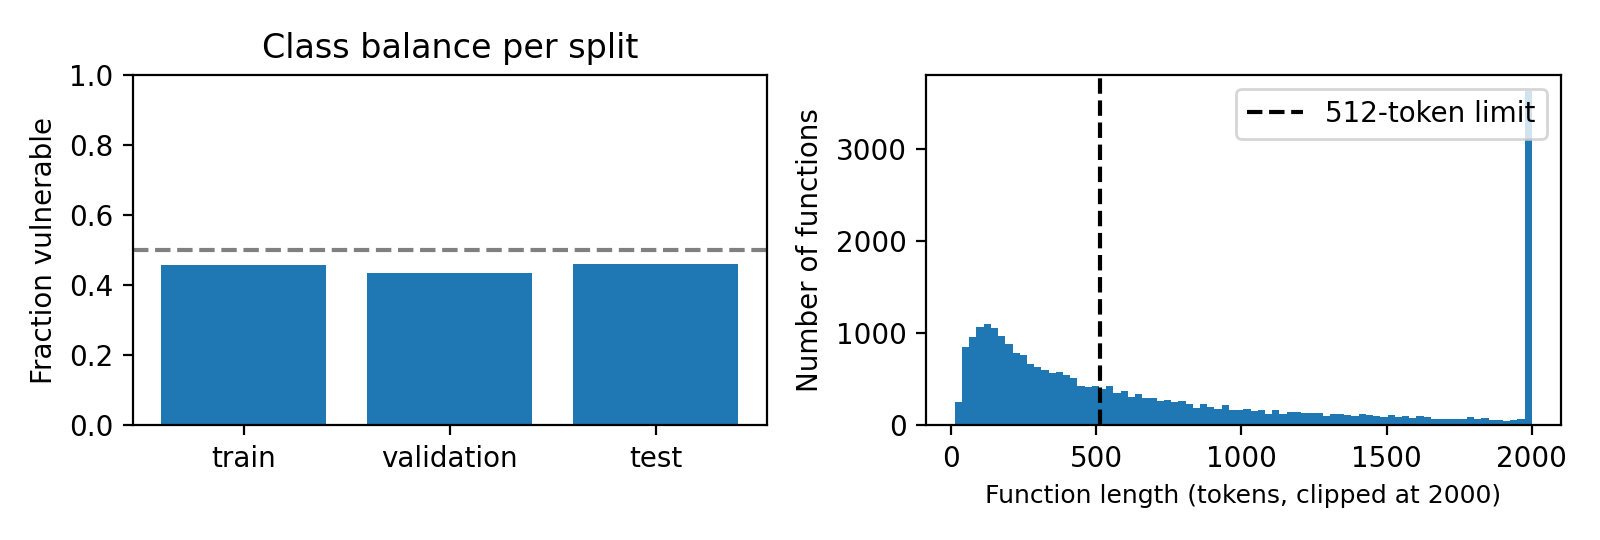 Class balance per split
Fraction vulnerable
1.0
0.8
0.6
0.4
0.2
0.0
train
validation
test
Number of functions
3000
2000
1000
0
512-token limit
0
500
1000
1500
2000
Function length (tokens, clipped at 2000)